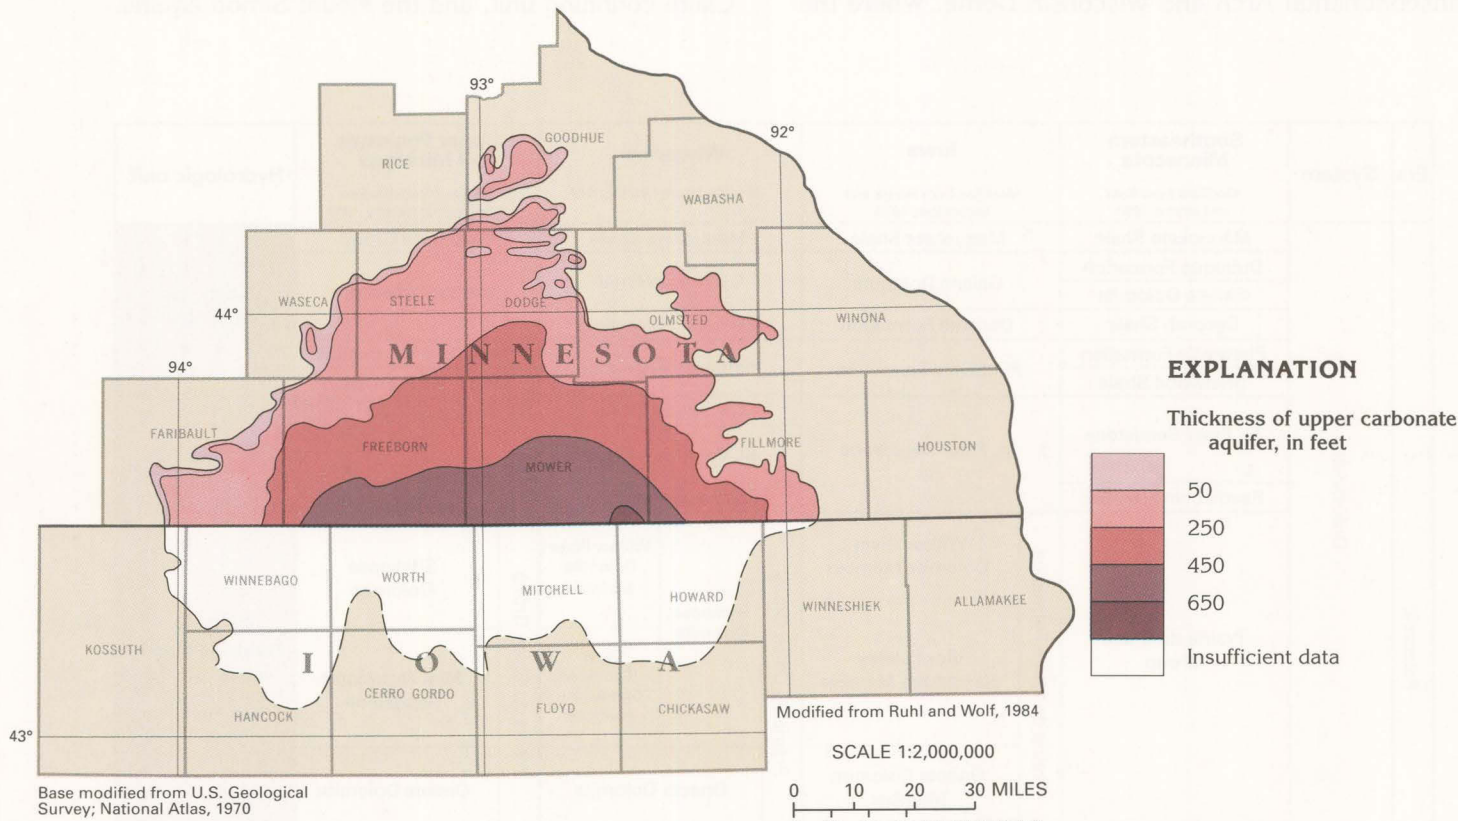 93°
92°
GOODHUE
RICE
WABASHA
WASECA
STEELE
DODGE
OLMSTED
WINONA
44°
MINNESOTA
94°
FARIBAULT
FREEBORN
MOWER
FILLMORE
HOUSTON
WINNEBAGO
WORTH
MITCHELL
HOWARD
WINNESHIEK
ALLAMAKEE
KOSSUTH
IOWA
HANCOCK
CERRO GORDO
FLOYD
CHICKASAW
43°
EXPLANATION
Thickness of upper carbonate
aquifer, in feet
50
250
450
650
Insufficient data
Modified from Ruhl and Wolf, 1984
SCALE 1:2,000,000
0 10 20 30 MILES
Base modified from U.S. Geological
Survey; National Atlas, 1970